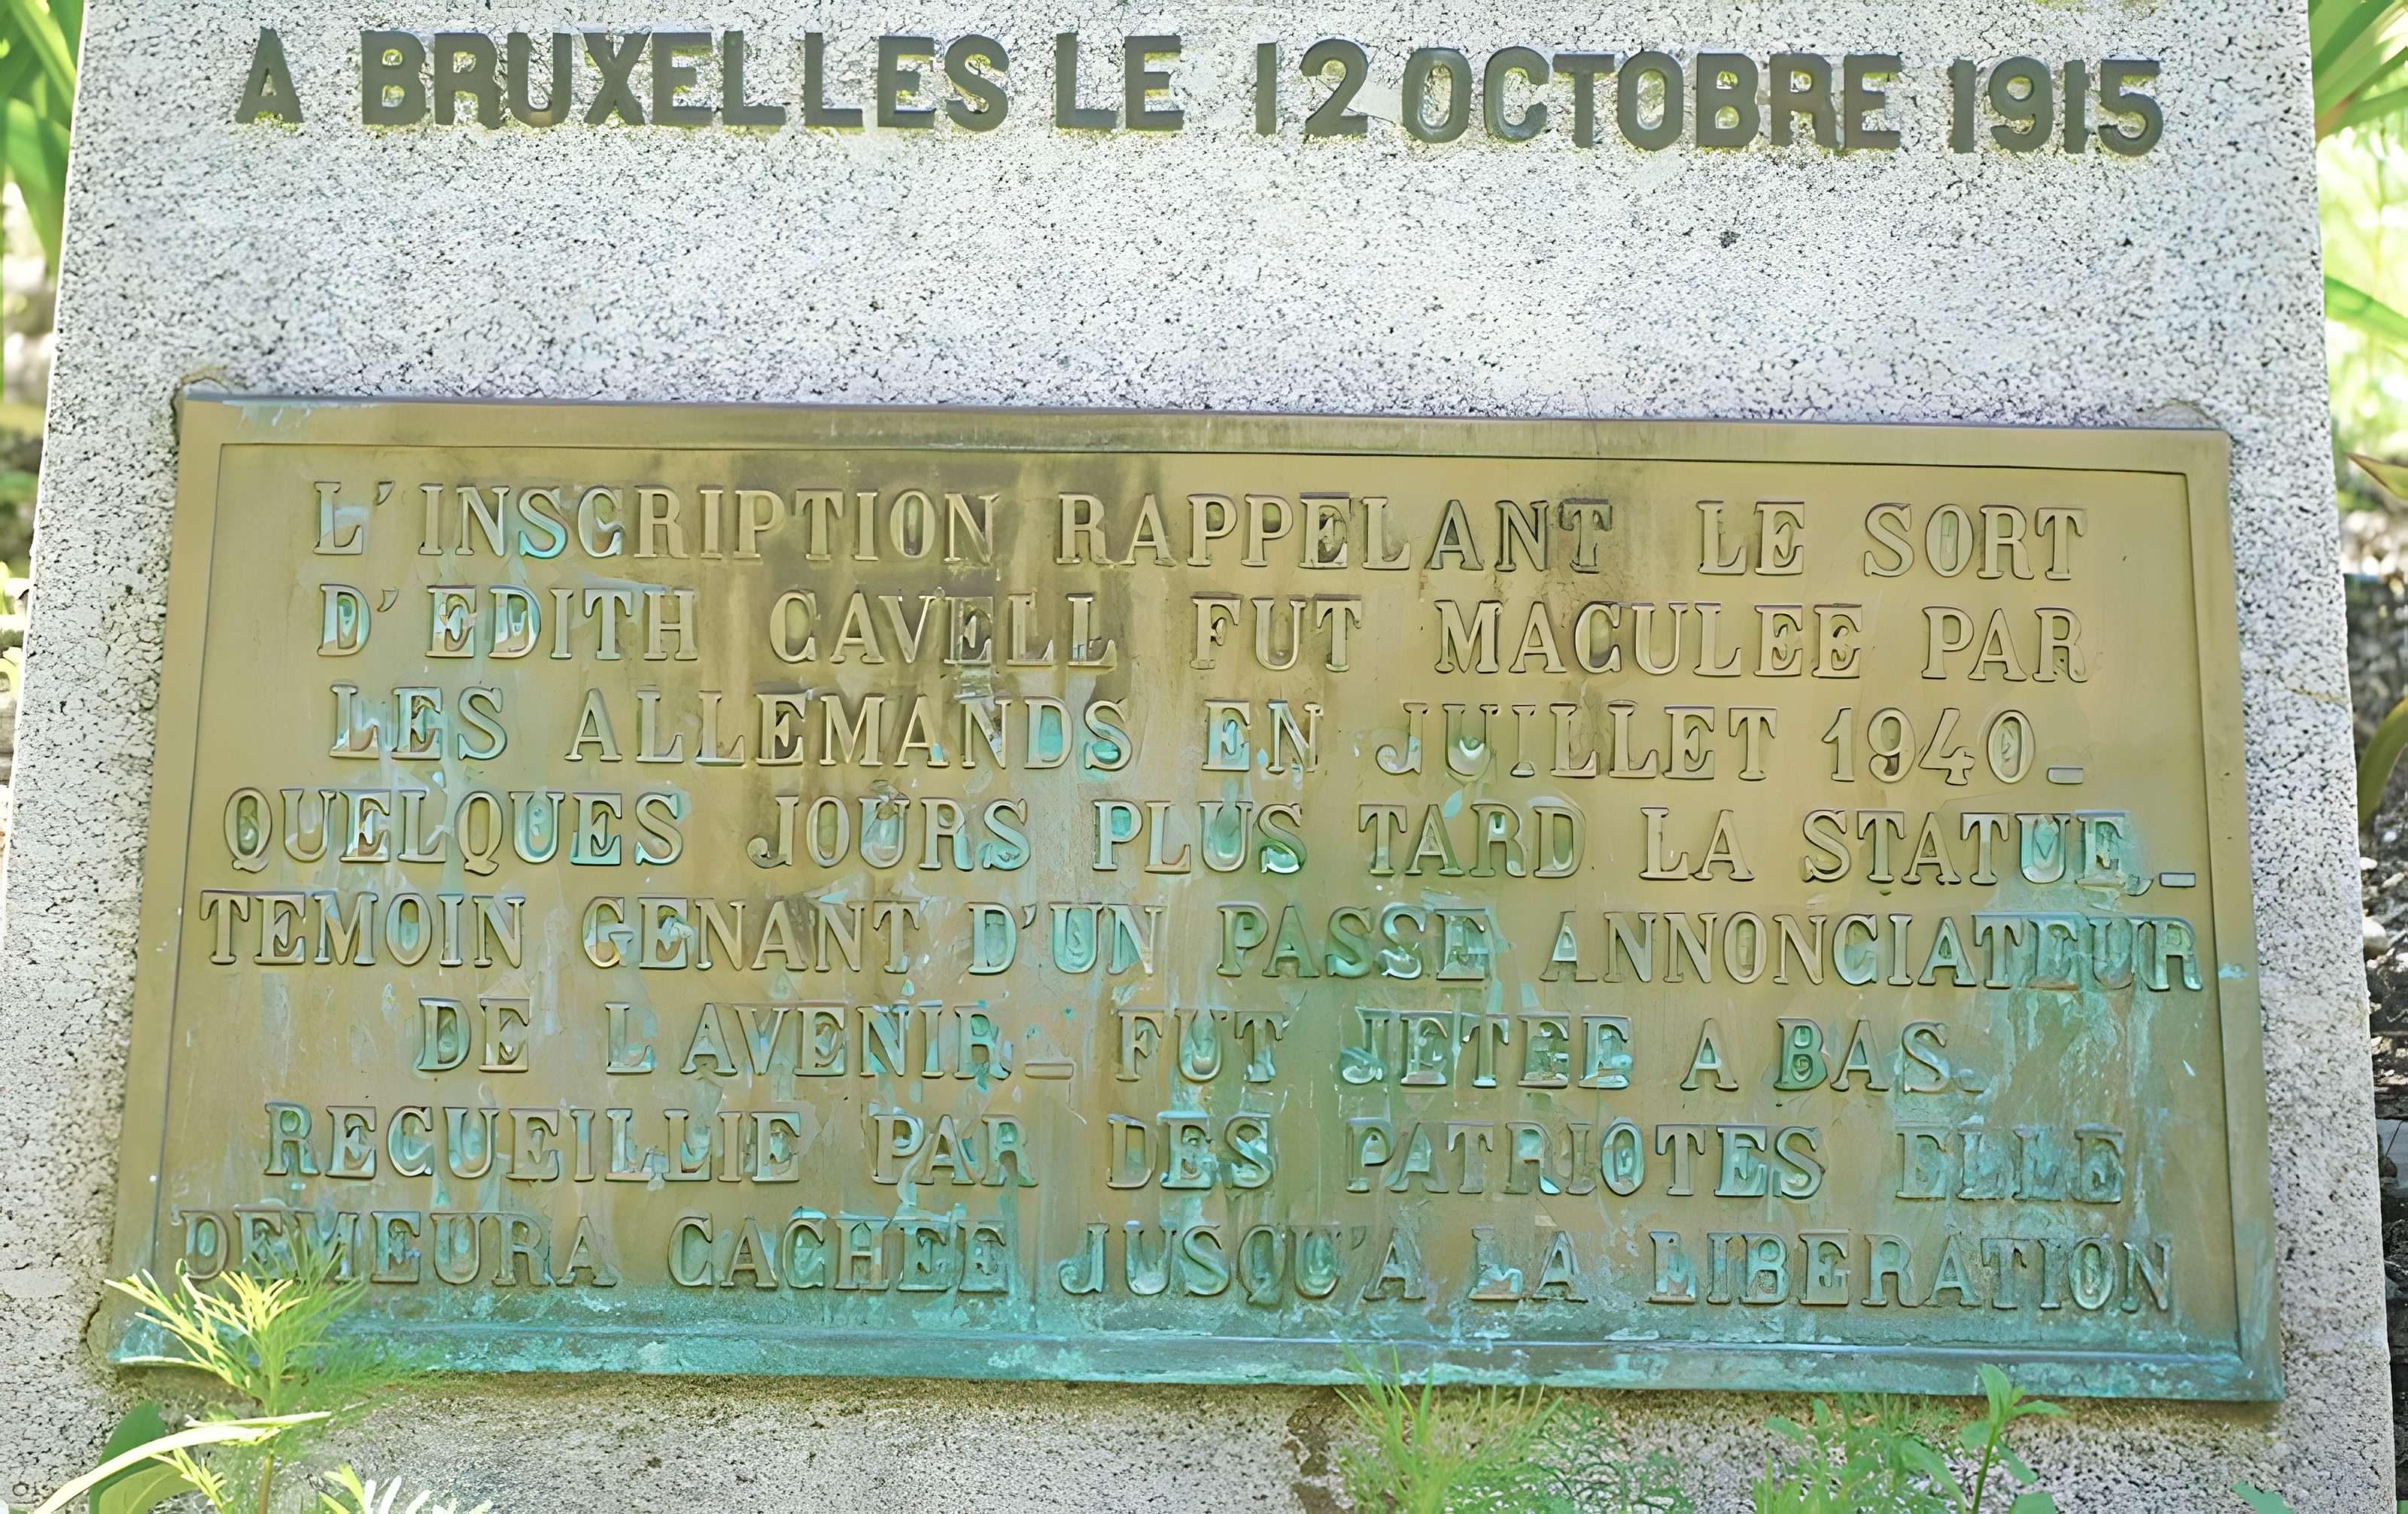 A BRUXELLES LE 12 OCTOBRE 1915
L'INSCRIPTION RAPPELANT LE SORT
D'EDITH CAVELL FUT MACULEE PAR
LES ALLEMANDS EN JUILLET 1940_
QUELQUES JOURS PLUS TARD LA STATUE,_
TEMOIN GENANT D'UN PASSE ANNONCIATEUR
DE L AVENIR_ FUT JETEE A BAS.
RECUEILLIE PAR DES PATRIOTES ELLE
DEMEURA CACHEE JUSQU'A LA LIBERATION